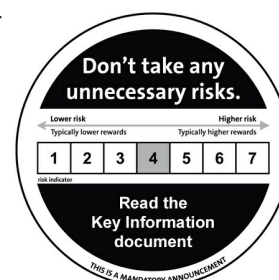 Don't take any
unnecessary risks.
Lower risk Higher risk
Typically lower rewards Typically higher rewards
1 2 3 4 5 6 7
risk indicator
Read the
Key Information
document
THIS IS A MANDATORY ANNOUNCEMENT